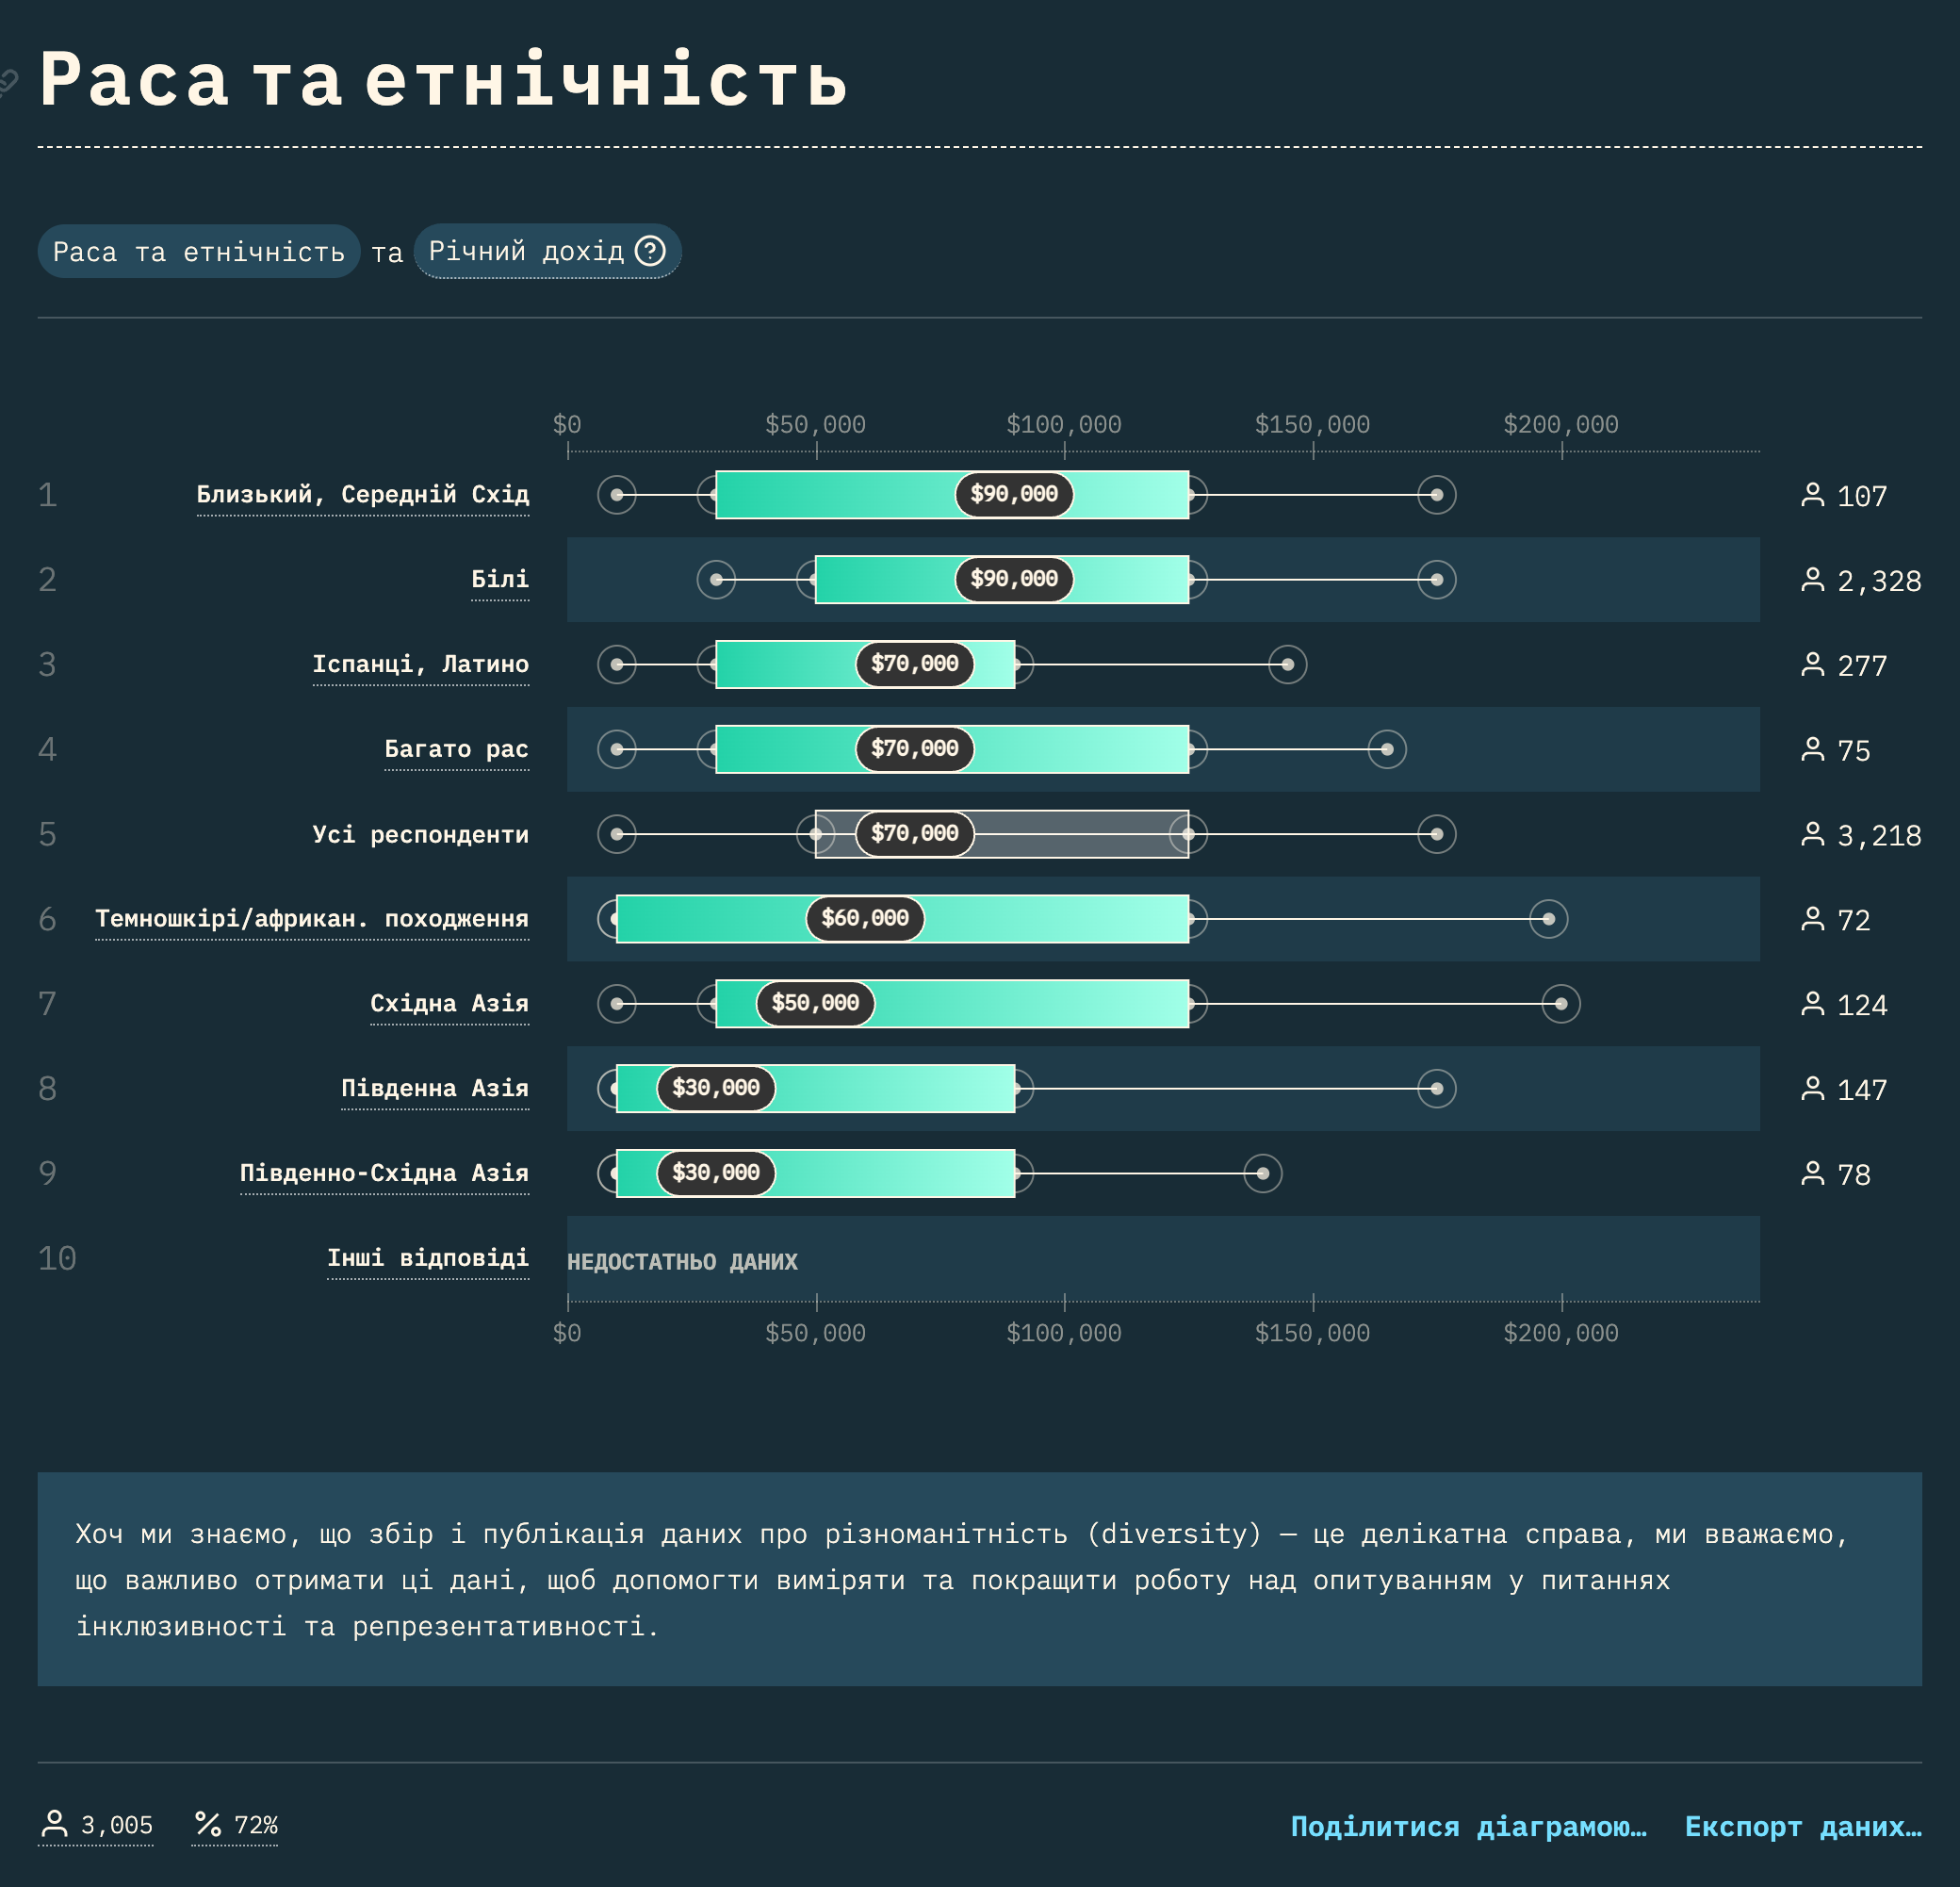 Раса та етнічність
Раса та етнічність та Річний дохід
$0 $50,000 $100,000 $150,000 $200,000
1 Близький, Середній Схід $90,000 107
2 Білі $90,000 2,328
3 Іспанці, Латино $70,000 277
4 Багато рас $70,000 75
5 Усі респонденти $70,000 3,218
6 Темношкірі/африкан. походження $60,000 72
7 Східна Азія $50,000 124
8 Південна Азія $30,000 147
9 Південно-Східна Азія $30,000 78
10 Інші відповіді НЕДОСТАТНЬО ДАНИХ
$0 $50,000 $100,000 $150,000 $200,000
Хоч ми знаємо, що збір і публікація даних про різноманітність (diversity) — це делікатна справа, ми вважаємо,
що важливо отримати ці дані, щоб допомогти виміряти та покращити роботу над опитуванням у питаннях
інклюзивності та репрезентативності.
3,005 72% Поділитися діаграмою… Експорт даних…